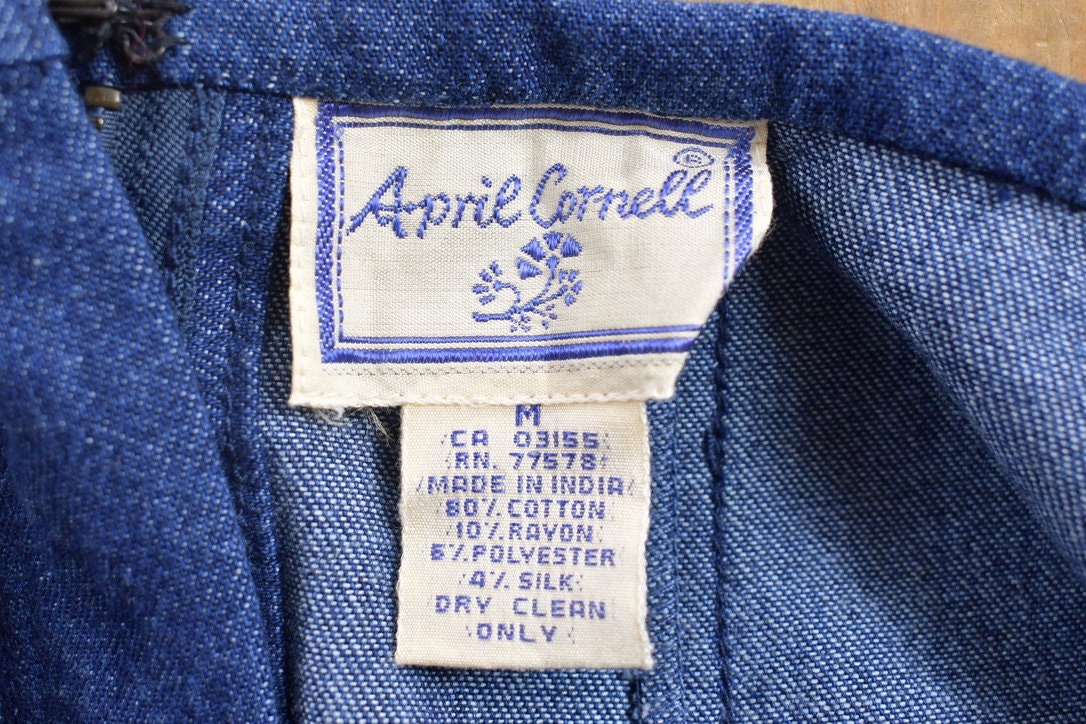 April Cornell ®
M
CA 03155
RN. 77578
MADE IN INDIA
80% COTTON
10% RAYON
6% POLYESTER
4% SILK
DRY CLEAN
ONLY